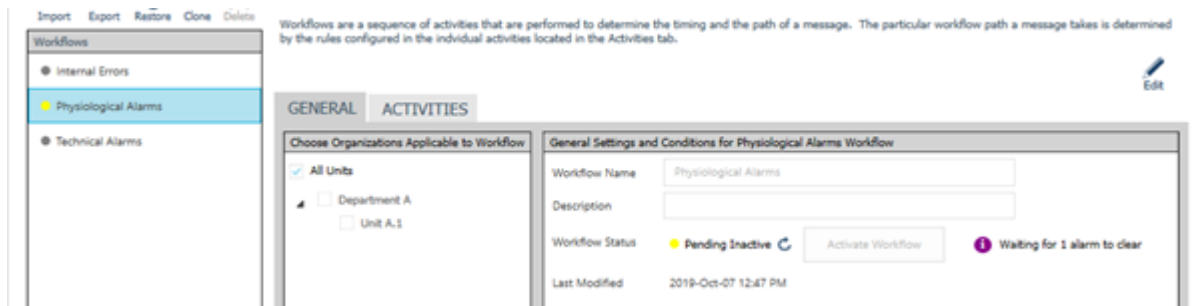 Import Export Restore Clone Delete
Workflows are a sequence of activities that are performed to determine the timing and the path of a message. The particular workflow path a message takes is determined
by the rules configured in the indvidual activities located in the Activities tab.
Workflows
Internal Errors
Physiological Alarms
Technical Alarms
Edit
GENERAL ACTIVITIES
Choose Organizations Applicable to Workflow
All Units
Department A
Unit A.1
General Settings and Conditions for Physiological Alarms Workflow
Workflow Name Physiological Alarms
Description
Workflow Status Pending Inactive Activate Workflow Waiting for 1 alarm to clear
Last Modified 2019-Oct-07 12:47 PM